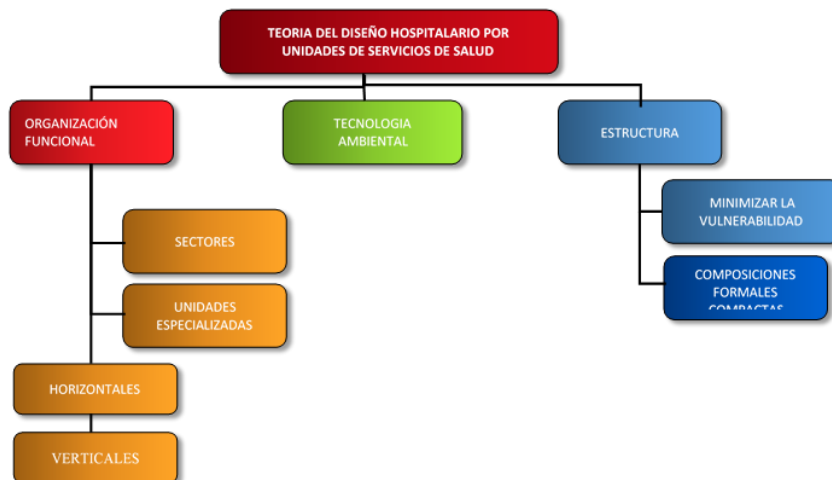 TEORIA DEL DISEÑO HOSPITALARIO POR
UNIDADES DE SERVICIOS DE SALUD
ORGANIZACIÓN
FUNCIONAL
TECNOLOGIA
AMBIENTAL
ESTRUCTURA
SECTORES
UNIDADES
ESPECIALIZADAS
HORIZONTALES
VERTICALES
MINIMIZAR LA
VULNERABILIDAD
COMPOSICIONES
FORMALES
COMPACTAS